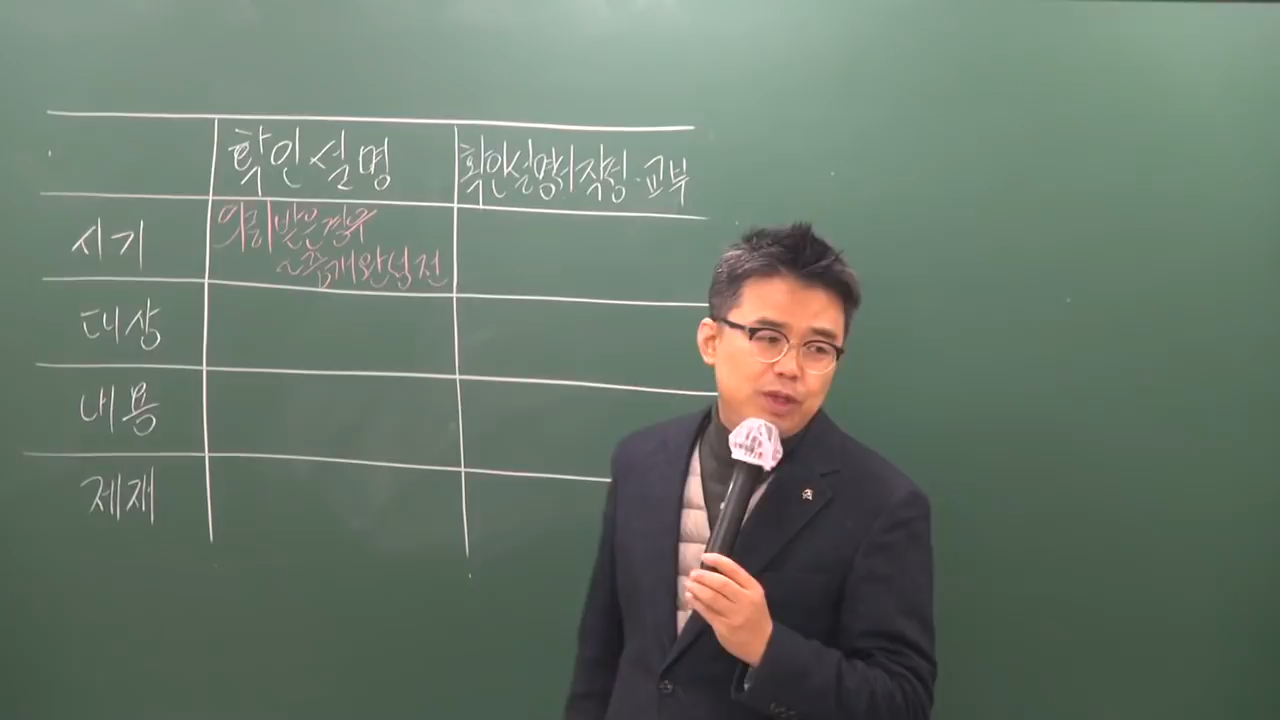 확인설명
확인설명서작성·교부
시기
의뢰받은경우
~중개완성전
대상
내용
제재